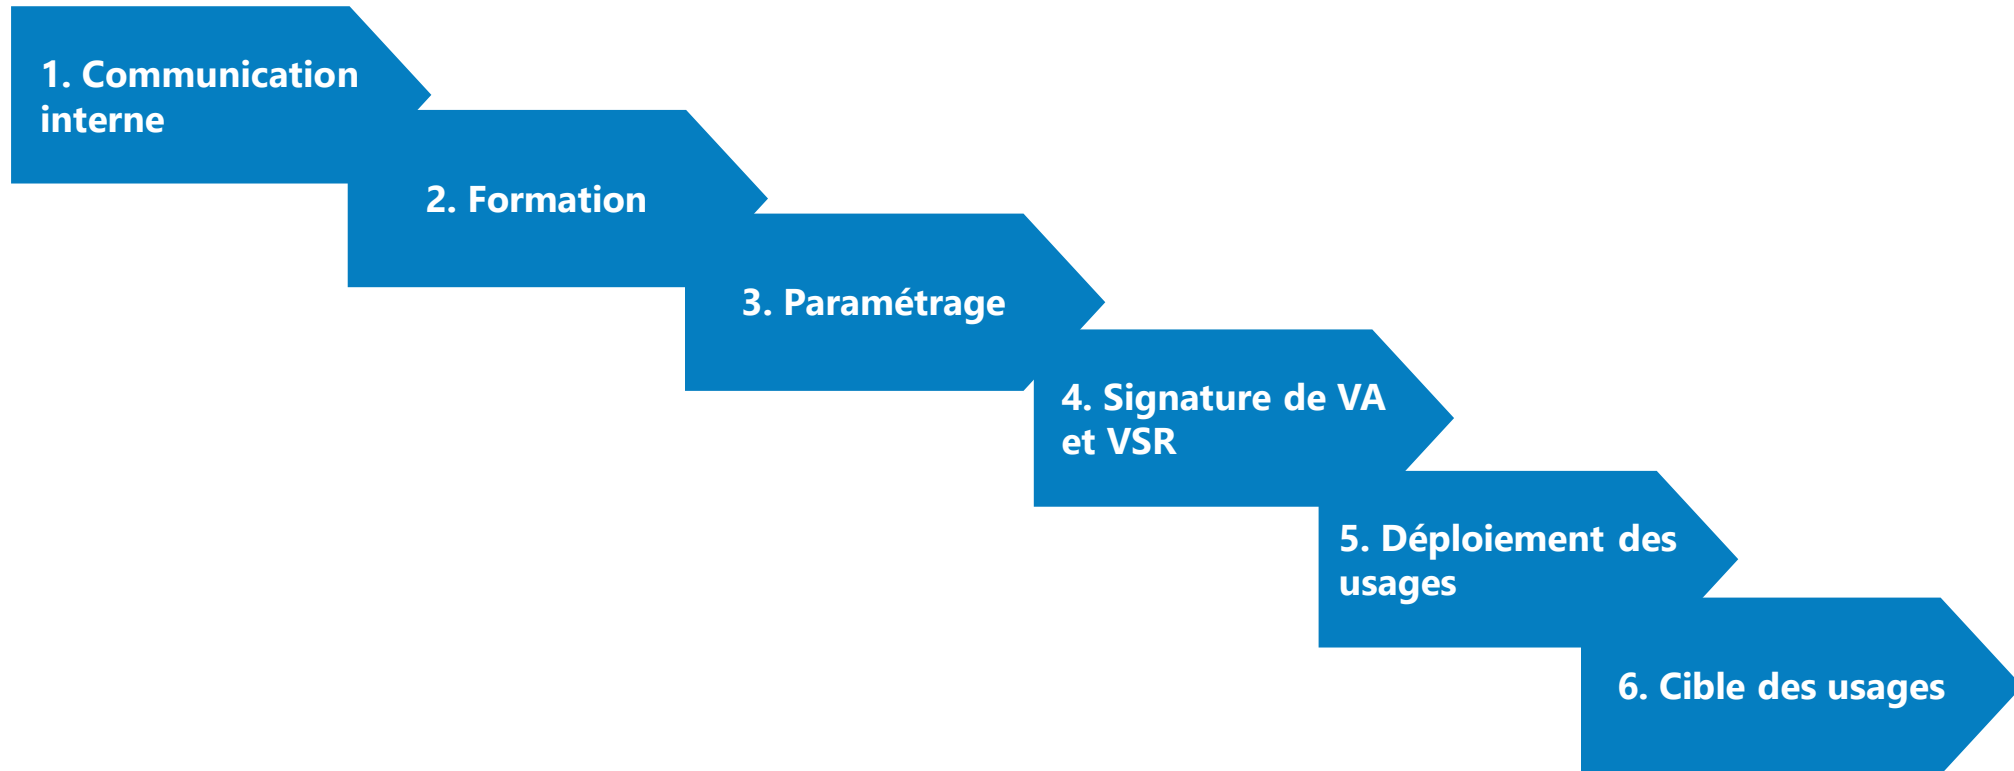 1. Communication
interne
2. Formation
3. Paramétrage
4. Signature de VA
et VSR
5. Déploiement des
usages
6. Cible des usages